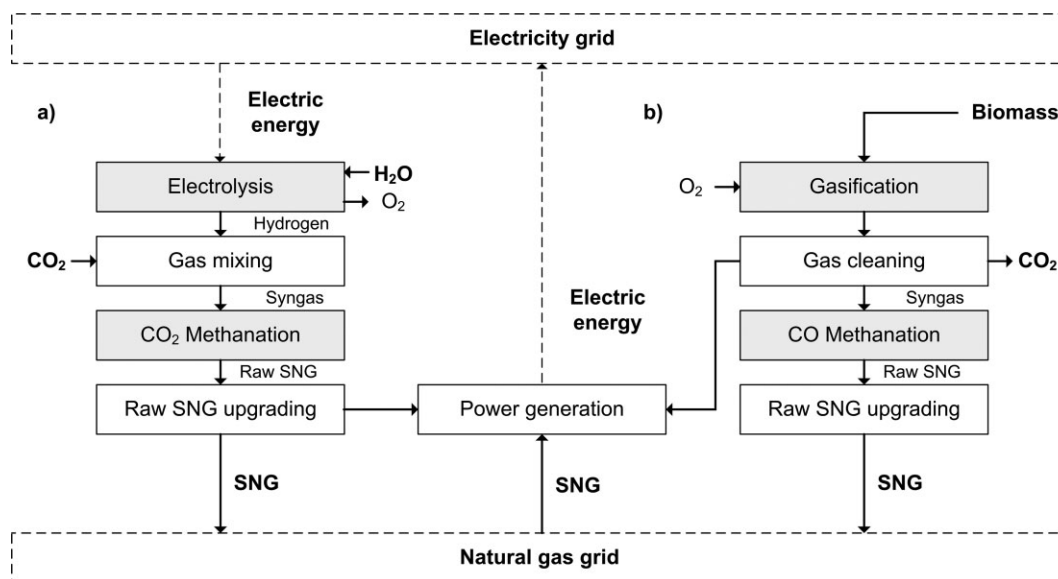 Electricity grid
a)
Electric
energy
b)
Biomass
Electrolysis
H₂O
O₂
O₂
Gasification
Hydrogen
CO₂
Gas mixing
Gas cleaning
CO₂
Syngas
Electric
energy
Syngas
CO₂ Methanation
CO Methanation
Raw SNG
Raw SNG
Raw SNG upgrading
Power generation
Raw SNG upgrading
SNG
SNG
SNG
Natural gas grid